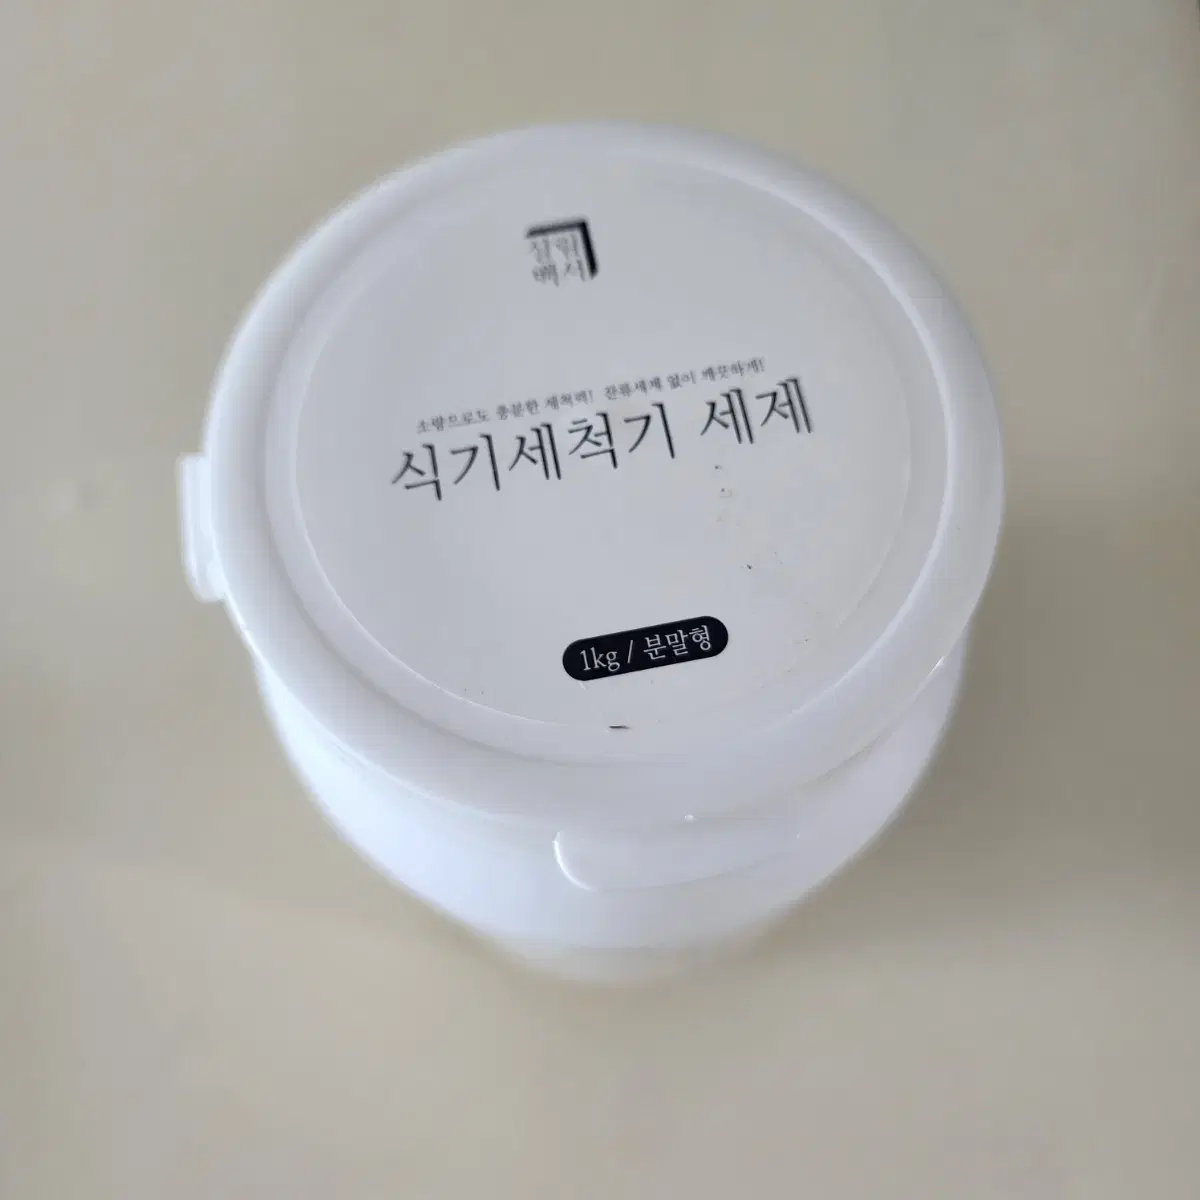 살림
백서
소량으로도 충분한 세척력! 잔류세제 없이 깨끗하게!
식기세척기 세제
1kg / 분말형